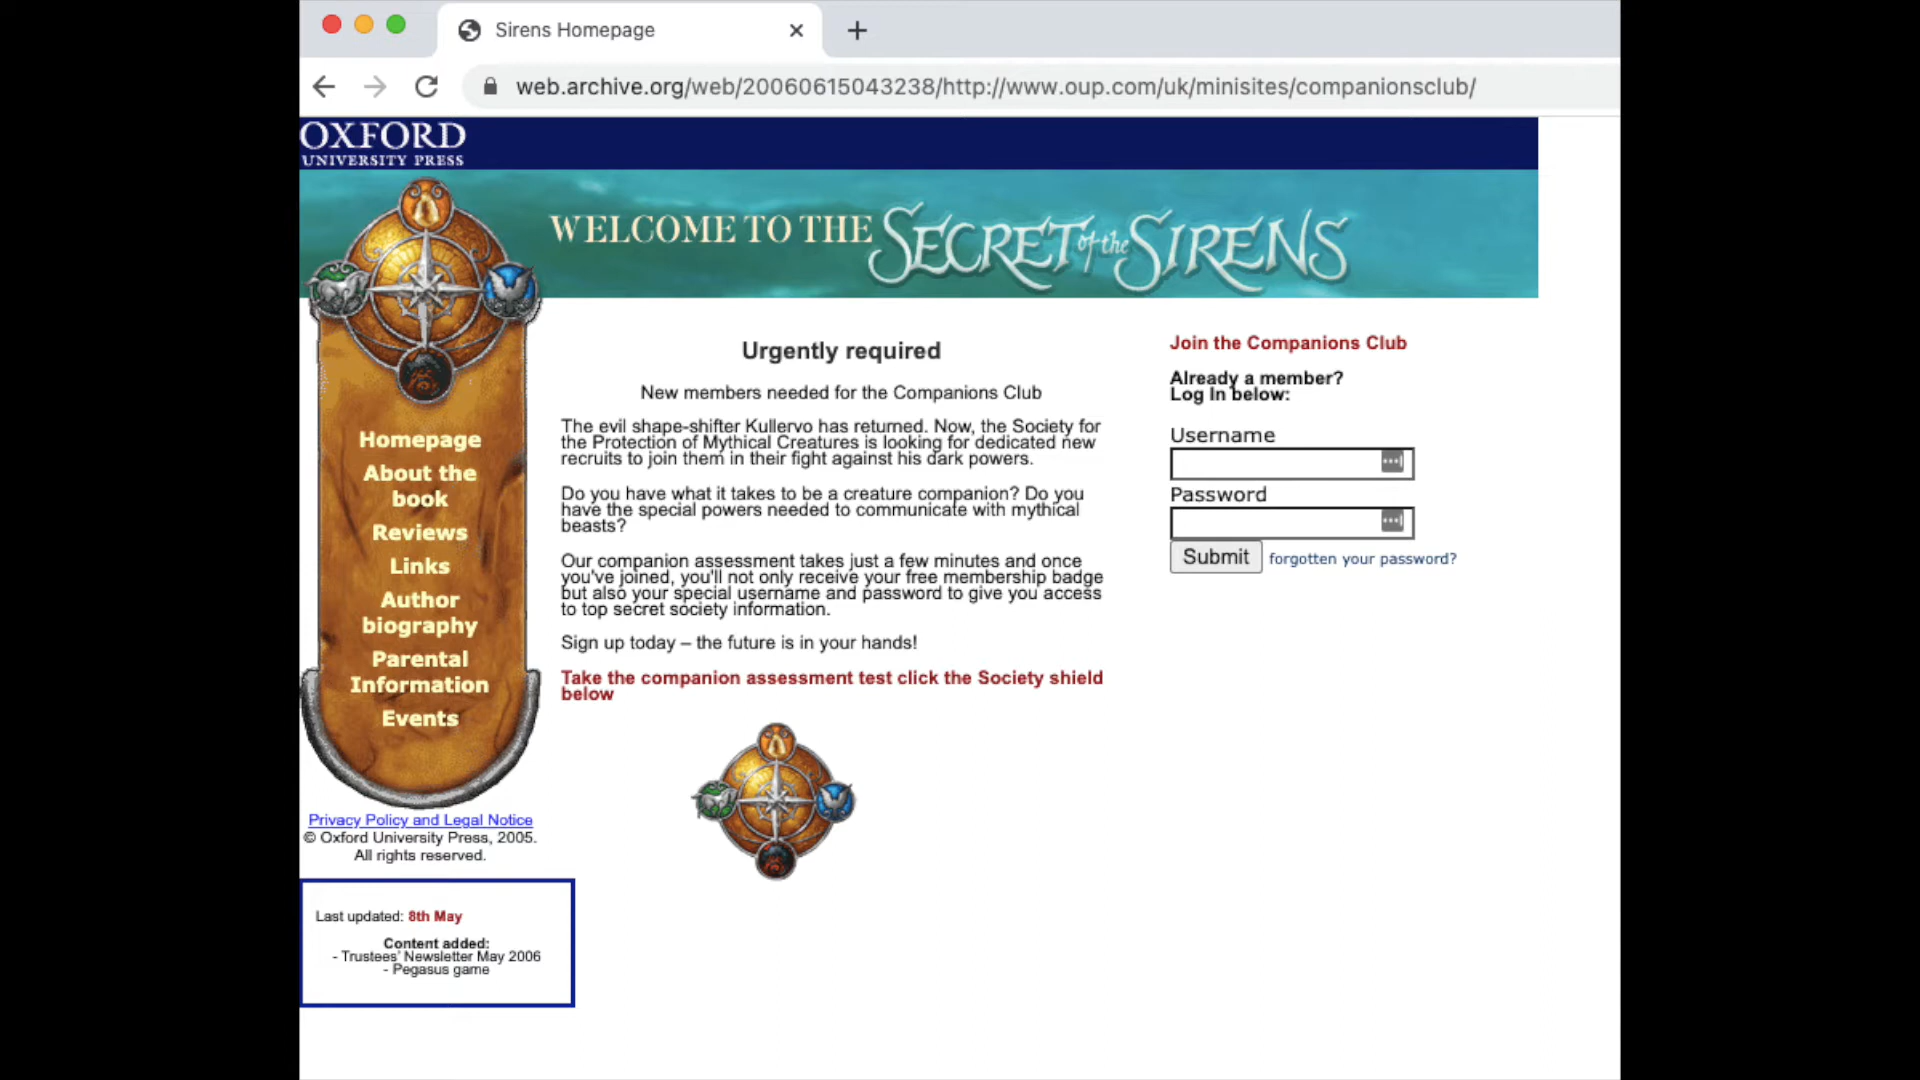 Sirens Homepage
web.archive.org/web/20060615043238/http://www.oup.com/uk/minisites/companionsclub/
OXFORD
UNIVERSITY PRESS
WELCOME TO THE SECRET of the SIRENS
Homepage
About the
book
Reviews
Links
Author
biography
Parental
Information
Events
Privacy Policy and Legal Notice
© Oxford University Press, 2005.
All rights reserved.
Last updated: 8th May
Content added:
- Trustees' Newsletter May 2006
- Pegasus game
Urgently required
New members needed for the Companions Club
The evil shape-shifter Kullervo has returned. Now, the Society for
the Protection of Mythical Creatures is looking for dedicated new
recruits to join them in their fight against his dark powers.
Do you have what it takes to be a creature companion? Do you
have the special powers needed to communicate with mythical
beasts?
Our companion assessment takes just a few minutes and once
you've joined, you'll not only receive your free membership badge
but also your special username and password to give you access
to top secret society information.
Sign up today – the future is in your hands!
Take the companion assessment test click the Society shield
below
Join the Companions Club
Already a member?
Log In below:
Username
Password
Submit forgotten your password?